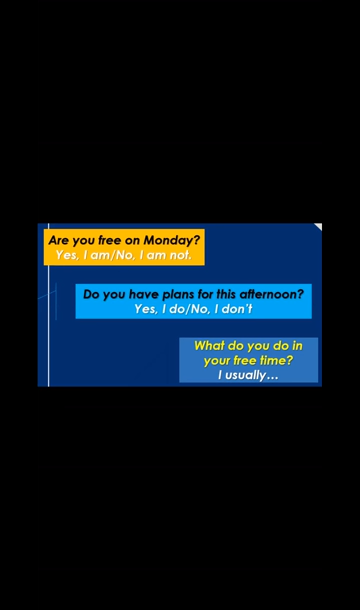 Are you free on Monday?
Yes, I am/No, I am not.
Do you have plans for this afternoon?
Yes, I do/No, I don't
What do you do in
your free time?
I usually...